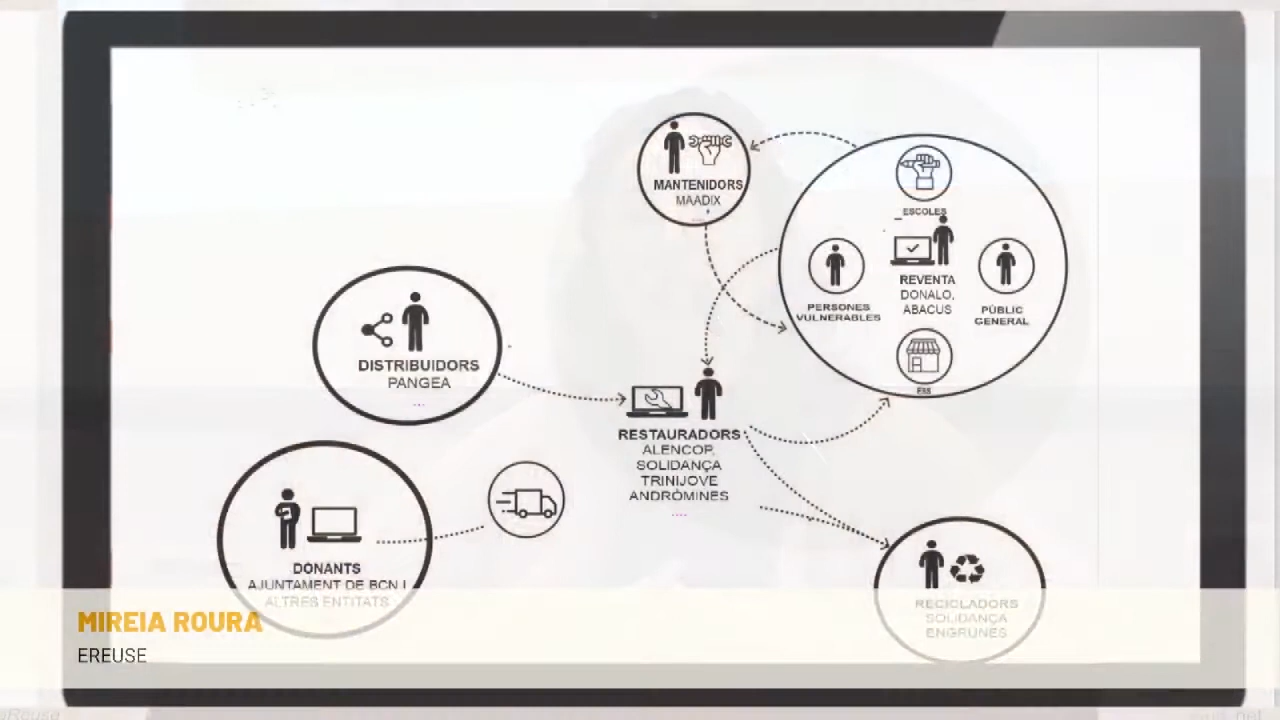 MANTENIDORS
MAADIX
ESCOLES
REVENTA
DONALO,
ABACUS
PERSONES
VULNERABLES
PÚBLIC
GENERAL
ESS
DISTRIBUIDORS
PANGEA
...
RESTAURADORS
ALENCOP,
SOLIDANÇA
TRINIJOVE
ANDRÒMINES
....
DONANTS
AJUNTAMENT DE BCN I
ALTRES ENTITATS
RECICLADORS
SOLIDANÇA
ENGRUNES
MIREIA ROURA
EREUSE